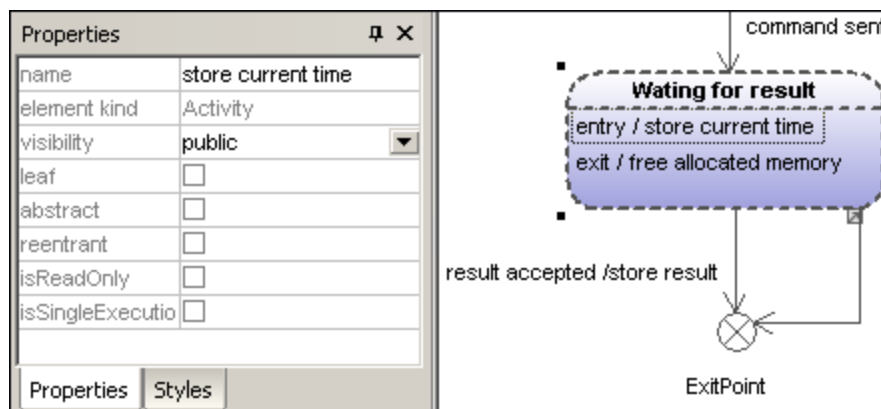 Properties
name store current time
element kind Activity
visibility public
leaf
abstract
reentrant
isReadOnly
isSingleExecutio
Properties Styles
command sent
Wating for result
entry / store current time
exit / free allocated memory
result accepted /store result
ExitPoint